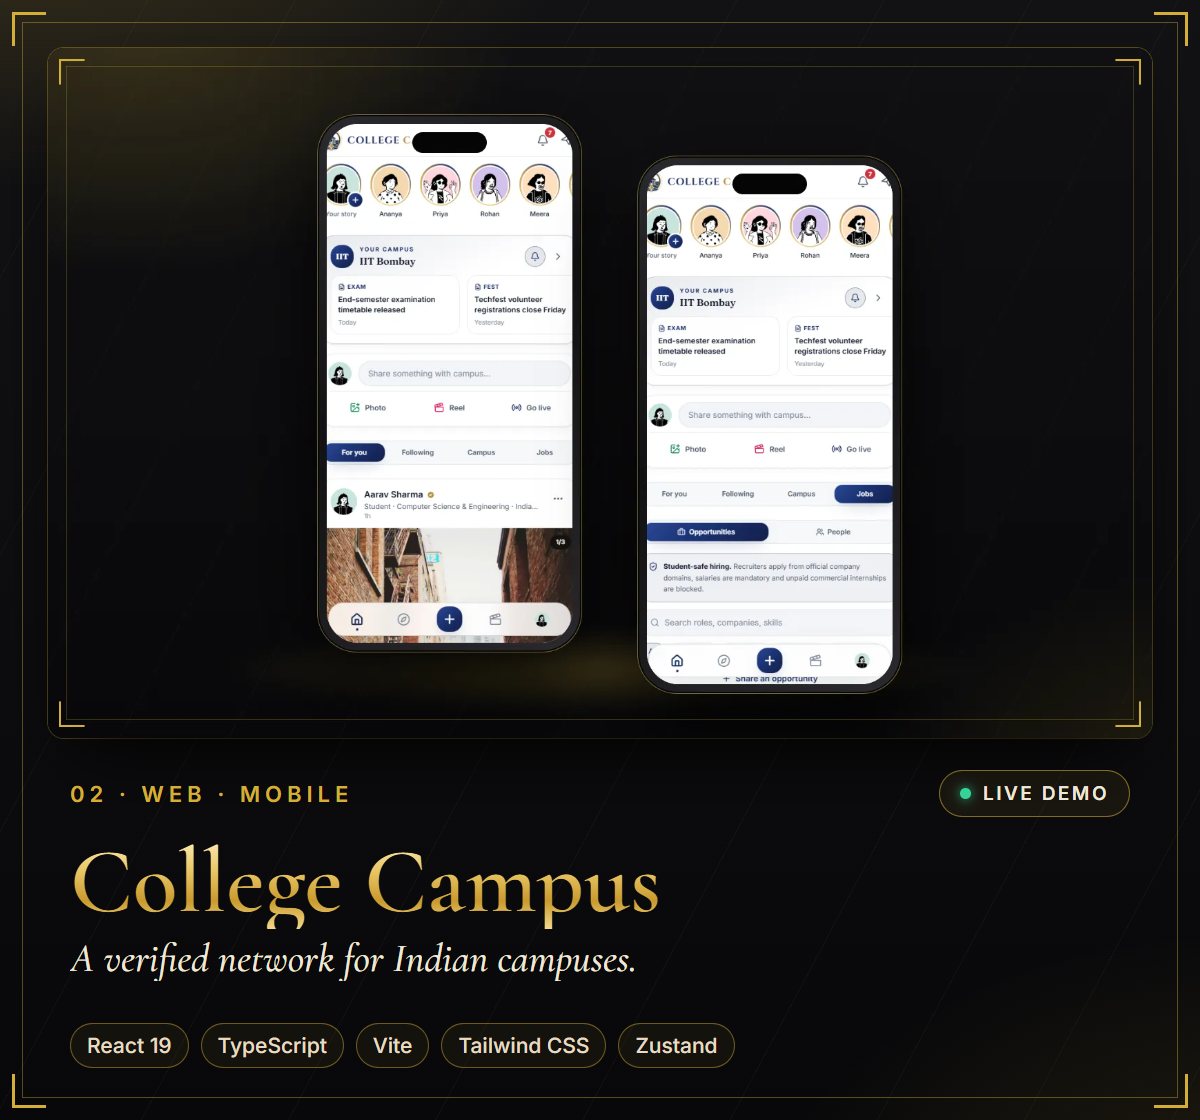 COLLEGE C
7
Your story
Ananya
Priya
Rohan
Meera
IIT
YOUR CAMPUS
IIT Bombay
EXAM
End-semester examination
timetable released
Today
FEST
Techfest volunteer
registrations close Friday
Yesterday
Share something with campus...
Photo
Reel
Go live
For you
Following
Campus
Jobs
Aarav Sharma
Student · Computer Science & Engineering · India...
1h
1/3
COLLEGE C
7
Your story
Ananya
Priya
Rohan
Meera
IIT
YOUR CAMPUS
IIT Bombay
EXAM
End-semester examination
timetable released
Today
FEST
Techfest volunteer
registrations close Friday
Yesterday
Share something with campus...
Photo
Reel
Go live
For you
Following
Campus
Jobs
Opportunities
People
Student-safe hiring. Recruiters apply from official company
domains, salaries are mandatory and unpaid commercial internships
are blocked.
Search roles, companies, skills
+ Share an opportunity
02 · WEB · MOBILE
LIVE DEMO
College Campus
A verified network for Indian campuses.
React 19
TypeScript
Vite
Tailwind CSS
Zustand